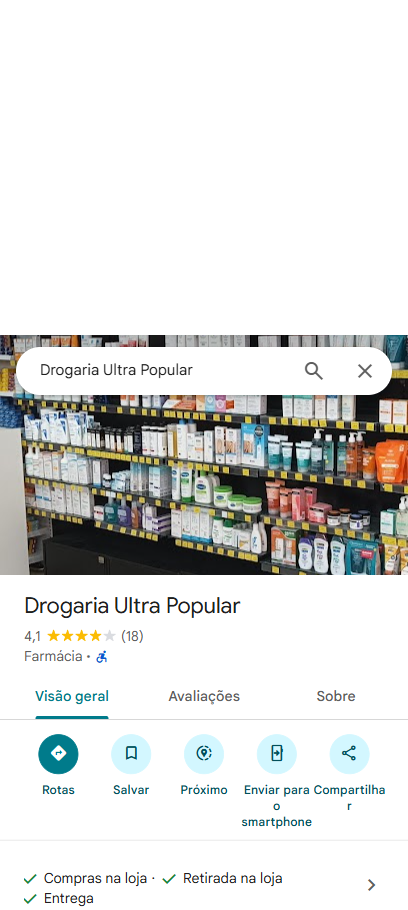 Drogaria Ultra Popular
Drogaria Ultra Popular
4,1 (18)
Farmácia ·
Visão geral Avaliações Sobre
Rotas Salvar Próximo Enviar para o smartphone Compartilhar
Compras na loja · Retirada na loja
Entrega